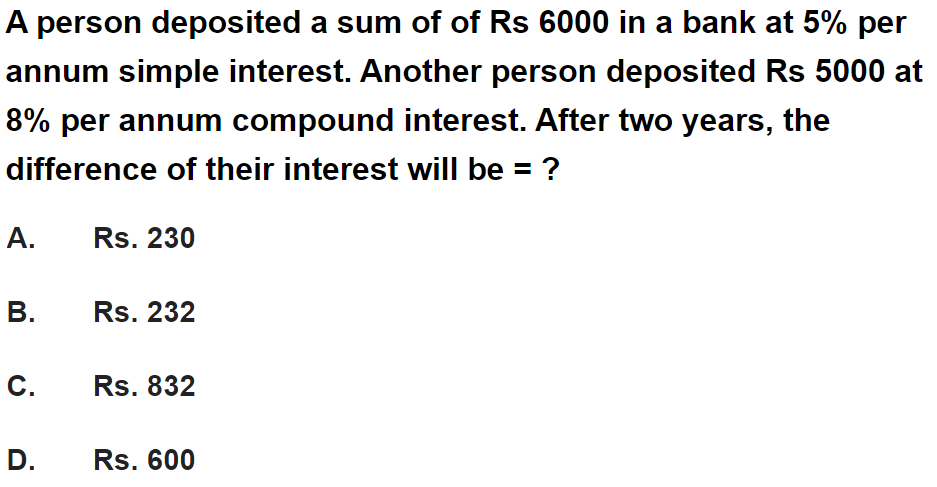 A person deposited a sum of of Rs 6000 in a bank at 5% per
annum simple interest. Another person deposited Rs 5000 at
8% per annum compound interest. After two years, the
difference of their interest will be = ?
A. Rs. 230
B. Rs. 232
C. Rs. 832
D. Rs. 600